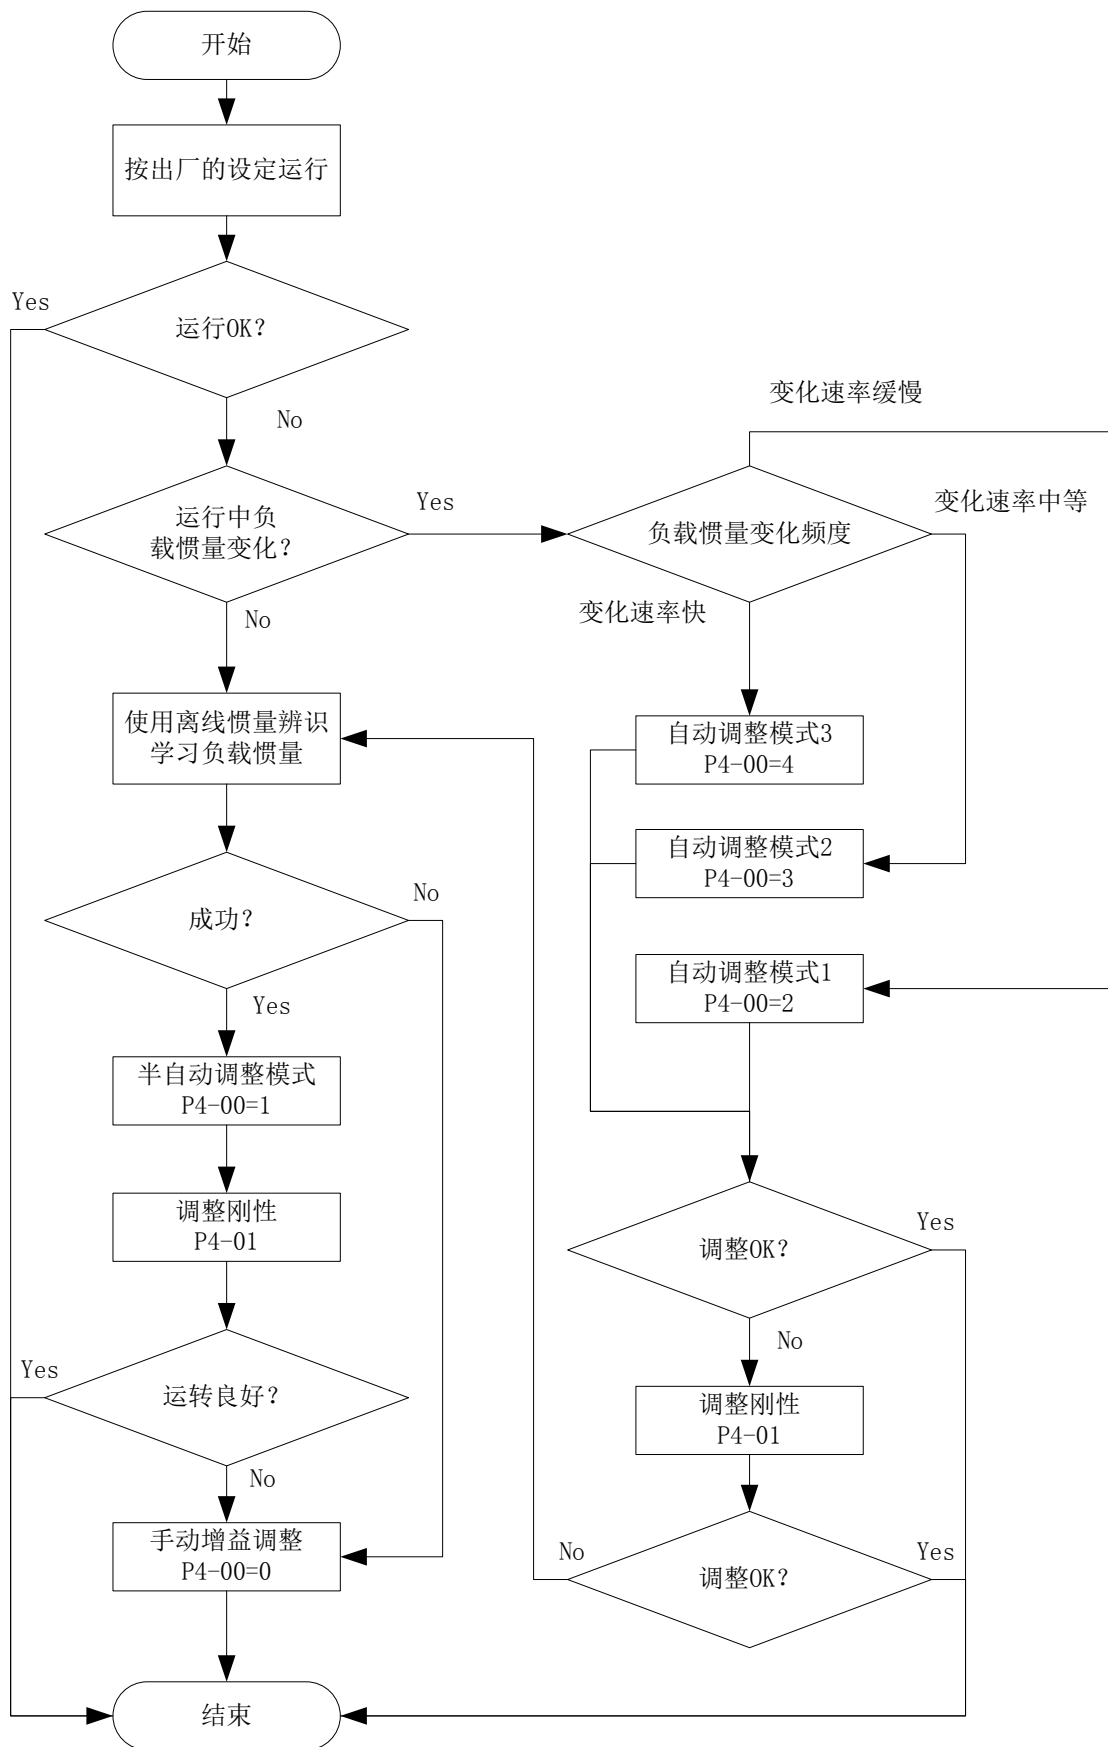 开始
按出厂的设定运行
Yes
运行OK?
No
变化速率缓慢
运行中负
载惯量变化?
Yes
负载惯量变化频度
变化速率中等
No
变化速率快
使用离线惯量辨识
学习负载惯量
自动调整模式3
P4-00=4
自动调整模式2
P4-00=3
成功?
No
Yes
自动调整模式1
P4-00=2
半自动调整模式
P4-00=1
调整刚性
P4-01
调整OK?
Yes
No
Yes
运转良好?
No
调整刚性
P4-01
手动增益调整
P4-00=0
No
调整OK?
Yes
结束